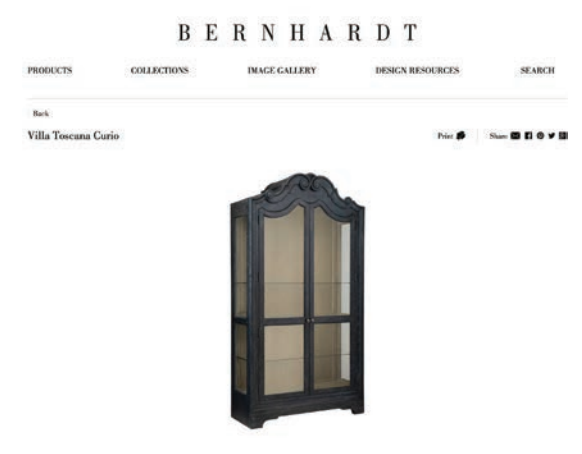 BERNHARDT
PRODUCTS COLLECTIONS IMAGE GALLERY DESIGN RESOURCES SEARCH
Back
Villa Toscana Curio Print Share